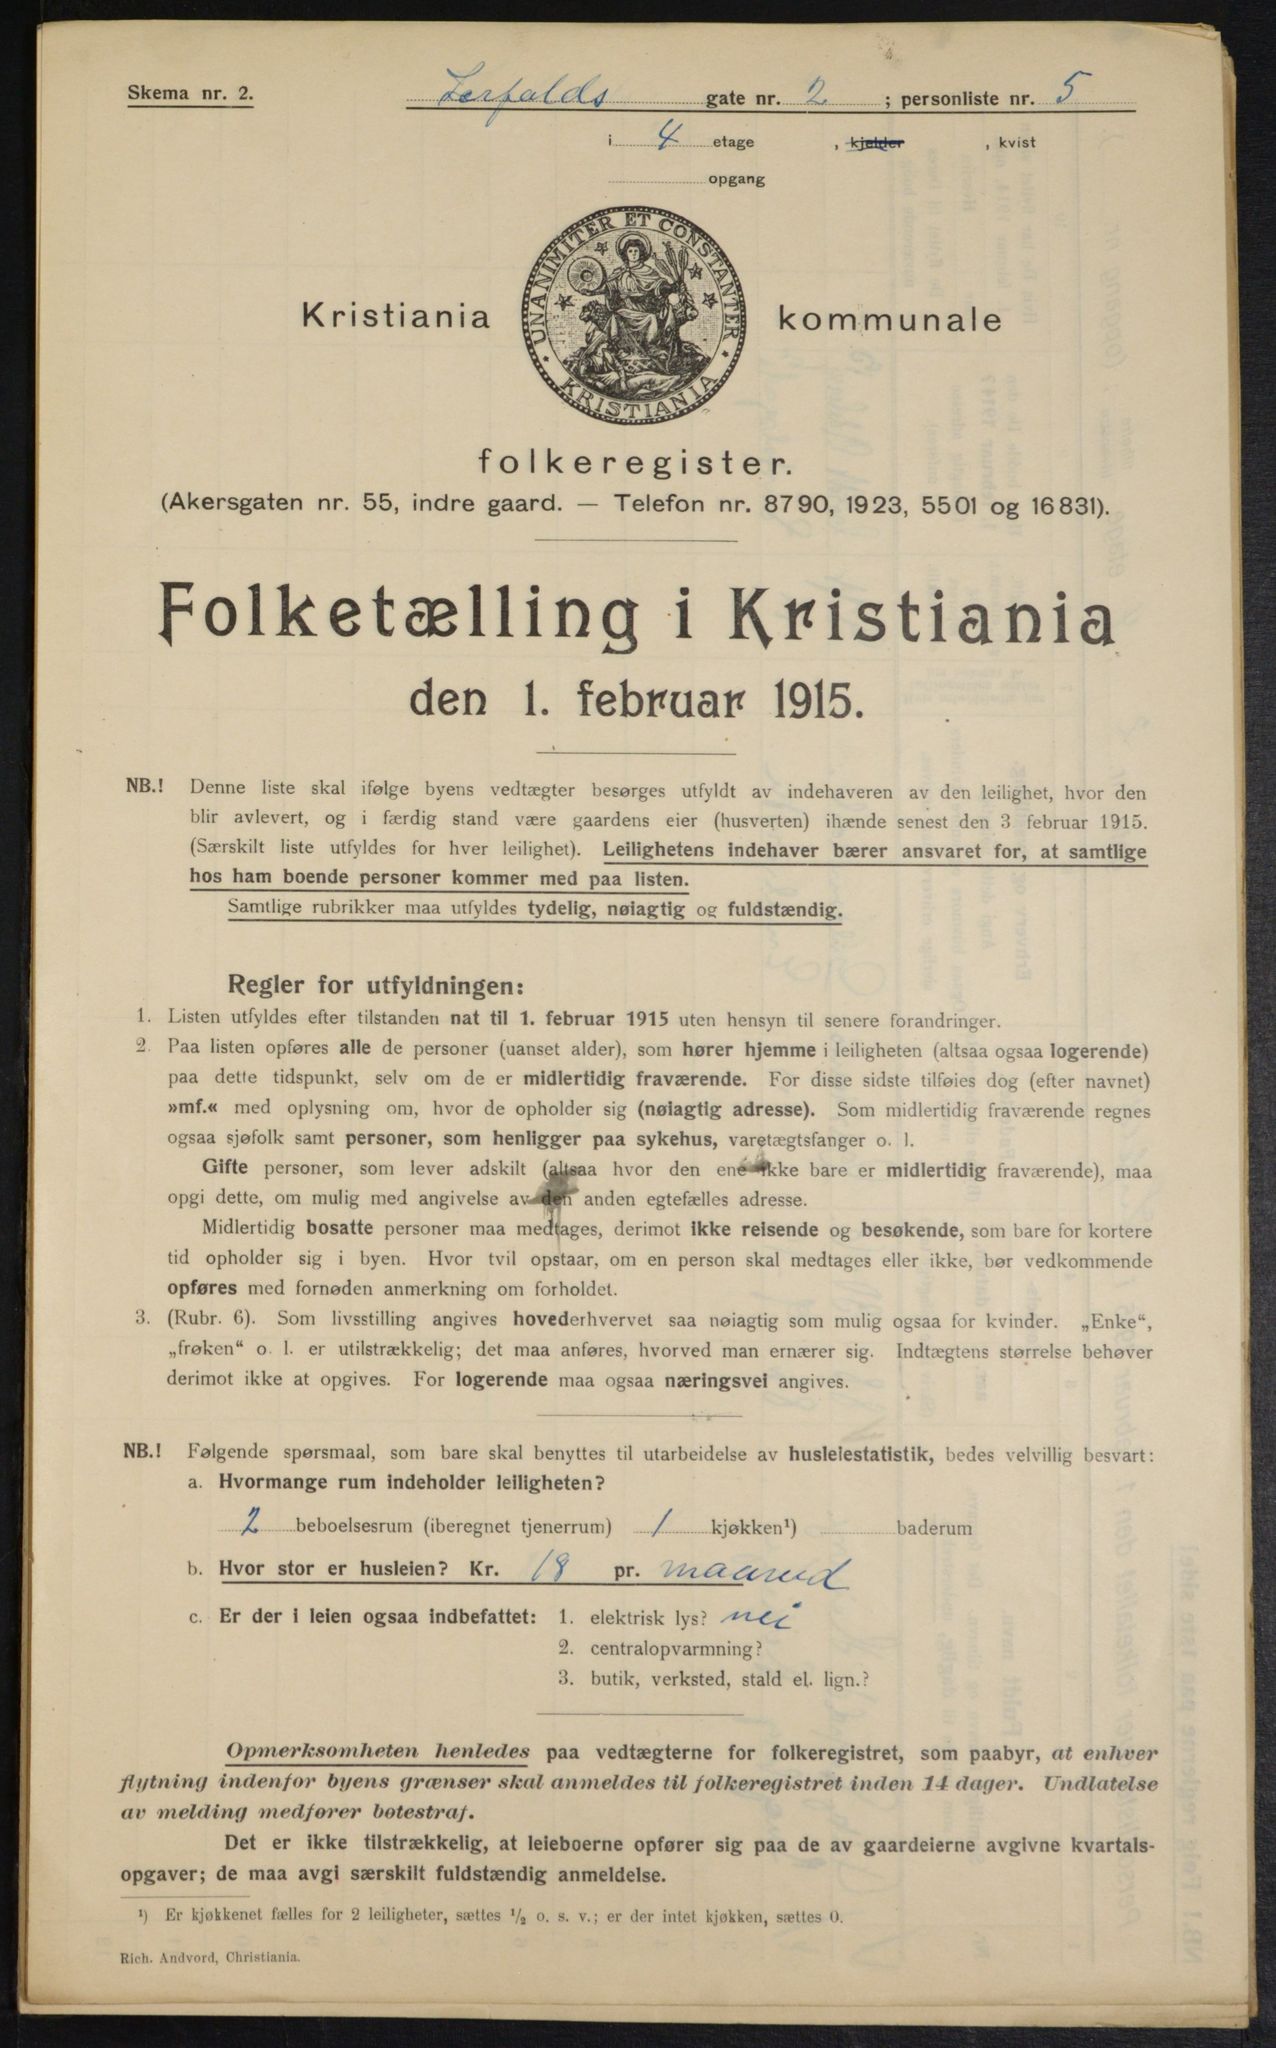 Skema nr. 2.
Lerfalds gate nr. 2 ; personliste nr. 5
i 4 etage , kjelder , kvist
opgang
UNANIMITER ET CONSTANTER
KRISTIANIA
Kristiania kommunale
folkeregister.
(Akersgaten nr. 55, indre gaard. — Telefon nr. 8790, 1923, 5501 og 16831).
Folketælling i Kristiania
den 1. februar 1915.
NB.! Denne liste skal ifølge byens vedtægter besørges utfyldt av indehaveren av den leilighet, hvor den
blir avlevert, og i færdig stand være gaardens eier (husverten) ihænde senest den 3 februar 1915.
(Særskilt liste utfyldes for hver leilighet). Leilighetens indehaver bærer ansvaret for, at samtlige
hos ham boende personer kommer med paa listen.
Samtlige rubrikker maa utfyldes tydelig, nøiagtig og fuldstændig.
Regler for utfyldningen:
1. Listen utfyldes efter tilstanden nat til 1. februar 1915 uten hensyn til senere forandringer.
2. Paa listen opføres alle de personer (uanset alder), som hører hjemme i leiligheten (altsaa ogsaa logerende)
paa dette tidspunkt, selv om de er midlertidig fraværende. For disse sidste tilføies dog (efter navnet)
»mf.« med oplysning om, hvor de opholder sig (nøiagtig adresse). Som midlertidig fraværende regnes
ogsaa sjøfolk samt personer, som henligger paa sykehus, varetægtsfanger o. l.
Gifte personer, som lever adskilt (altsaa hvor den ene ikke bare er midlertidig fraværende), maa
opgi dette, om mulig med angivelse av den anden egtefælles adresse.
Midlertidig bosatte personer maa medtages, derimot ikke reisende og besøkende, som bare for kortere
tid opholder sig i byen. Hvor tvil opstaar, om en person skal medtages eller ikke, bør vedkommende
opføres med fornøden anmerkning om forholdet.
3. (Rubr. 6). Som livsstilling angives hovederhvervet saa nøiagtig som mulig ogsaa for kvinder. „Enke“,
„frøken“ o. l. er utilstrækkelig; det maa anføres, hvorved man ernærer sig. Indtægtens størrelse behøver
derimot ikke at opgives. For logerende maa ogsaa næringsvei angives.
NB.! Følgende spørsmaal, som bare skal benyttes til utarbeidelse av husleiestatistik, bedes velvillig besvart:
a. Hvormange rum indeholder leiligheten?
2 beboelsesrum (iberegnet tjenerrum) 1 kjøkken¹) baderum
b. Hvor stor er husleien? Kr. 18 pr. maaned
c. Er der i leien ogsaa indbefattet: 1. elektrisk lys? nei
2. centralopvarmning?
3. butik, verksted, stald el. lign.?
Opmerksomheten henledes paa vedtægterne for folkeregistret, som paabyr, at enhver
flytning indenfor byens grænser skal anmeldes til folkeregistret inden 14 dager. Undlatelse
av melding medfører botestraf.
Det er ikke tilstrækkelig, at leieboerne opfører sig paa de av gaardeierne avgivne kvartals-
opgaver; de maa avgi særskilt fuldstændig anmeldelse.
¹) Er kjøkkenet fælles for 2 leiligheter, sættes ½ o. s. v.; er der intet kjøkken, sættes 0.
Rich. Andvord, Christiania.